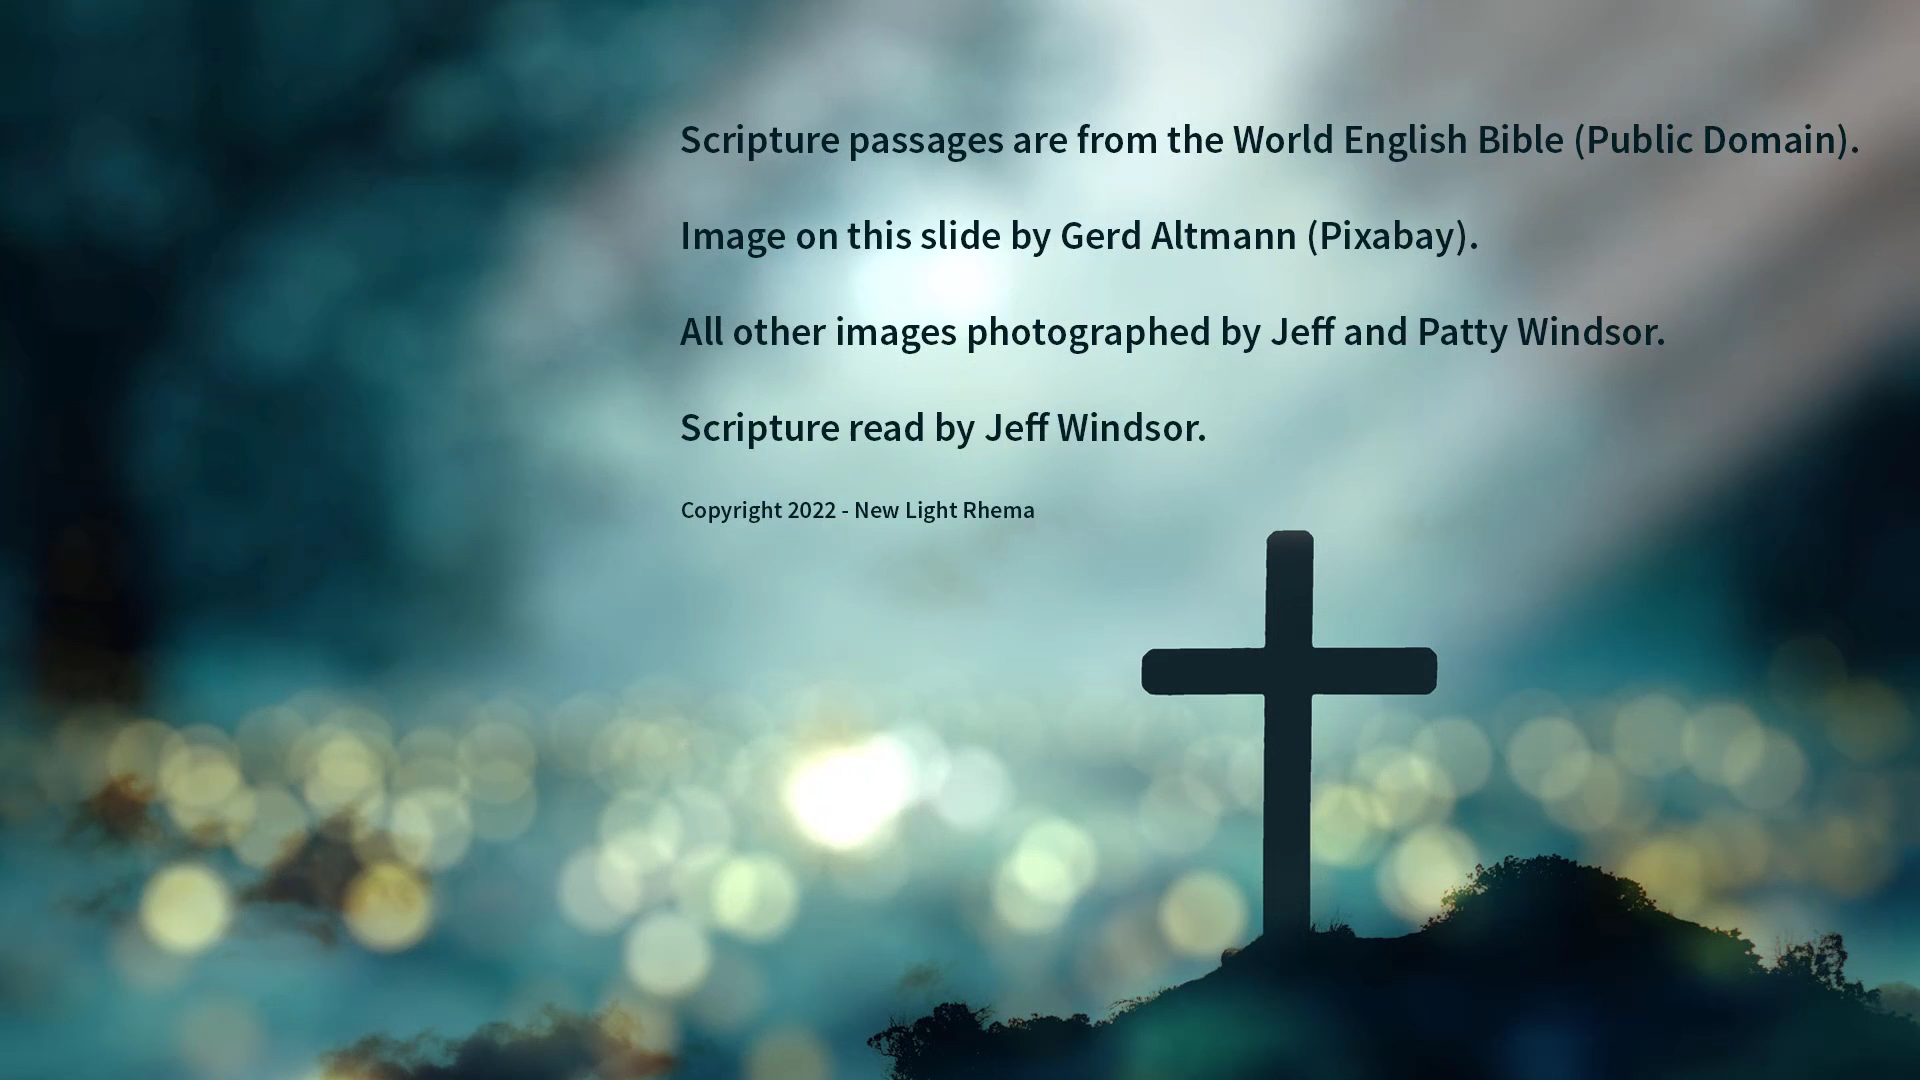 Scripture passages are from the World English Bible (Public Domain).
Image on this slide by Gerd Altmann (Pixabay).
All other images photographed by Jeff and Patty Windsor.
Scripture read by Jeff Windsor.
Copyright 2022 - New Light Rhema